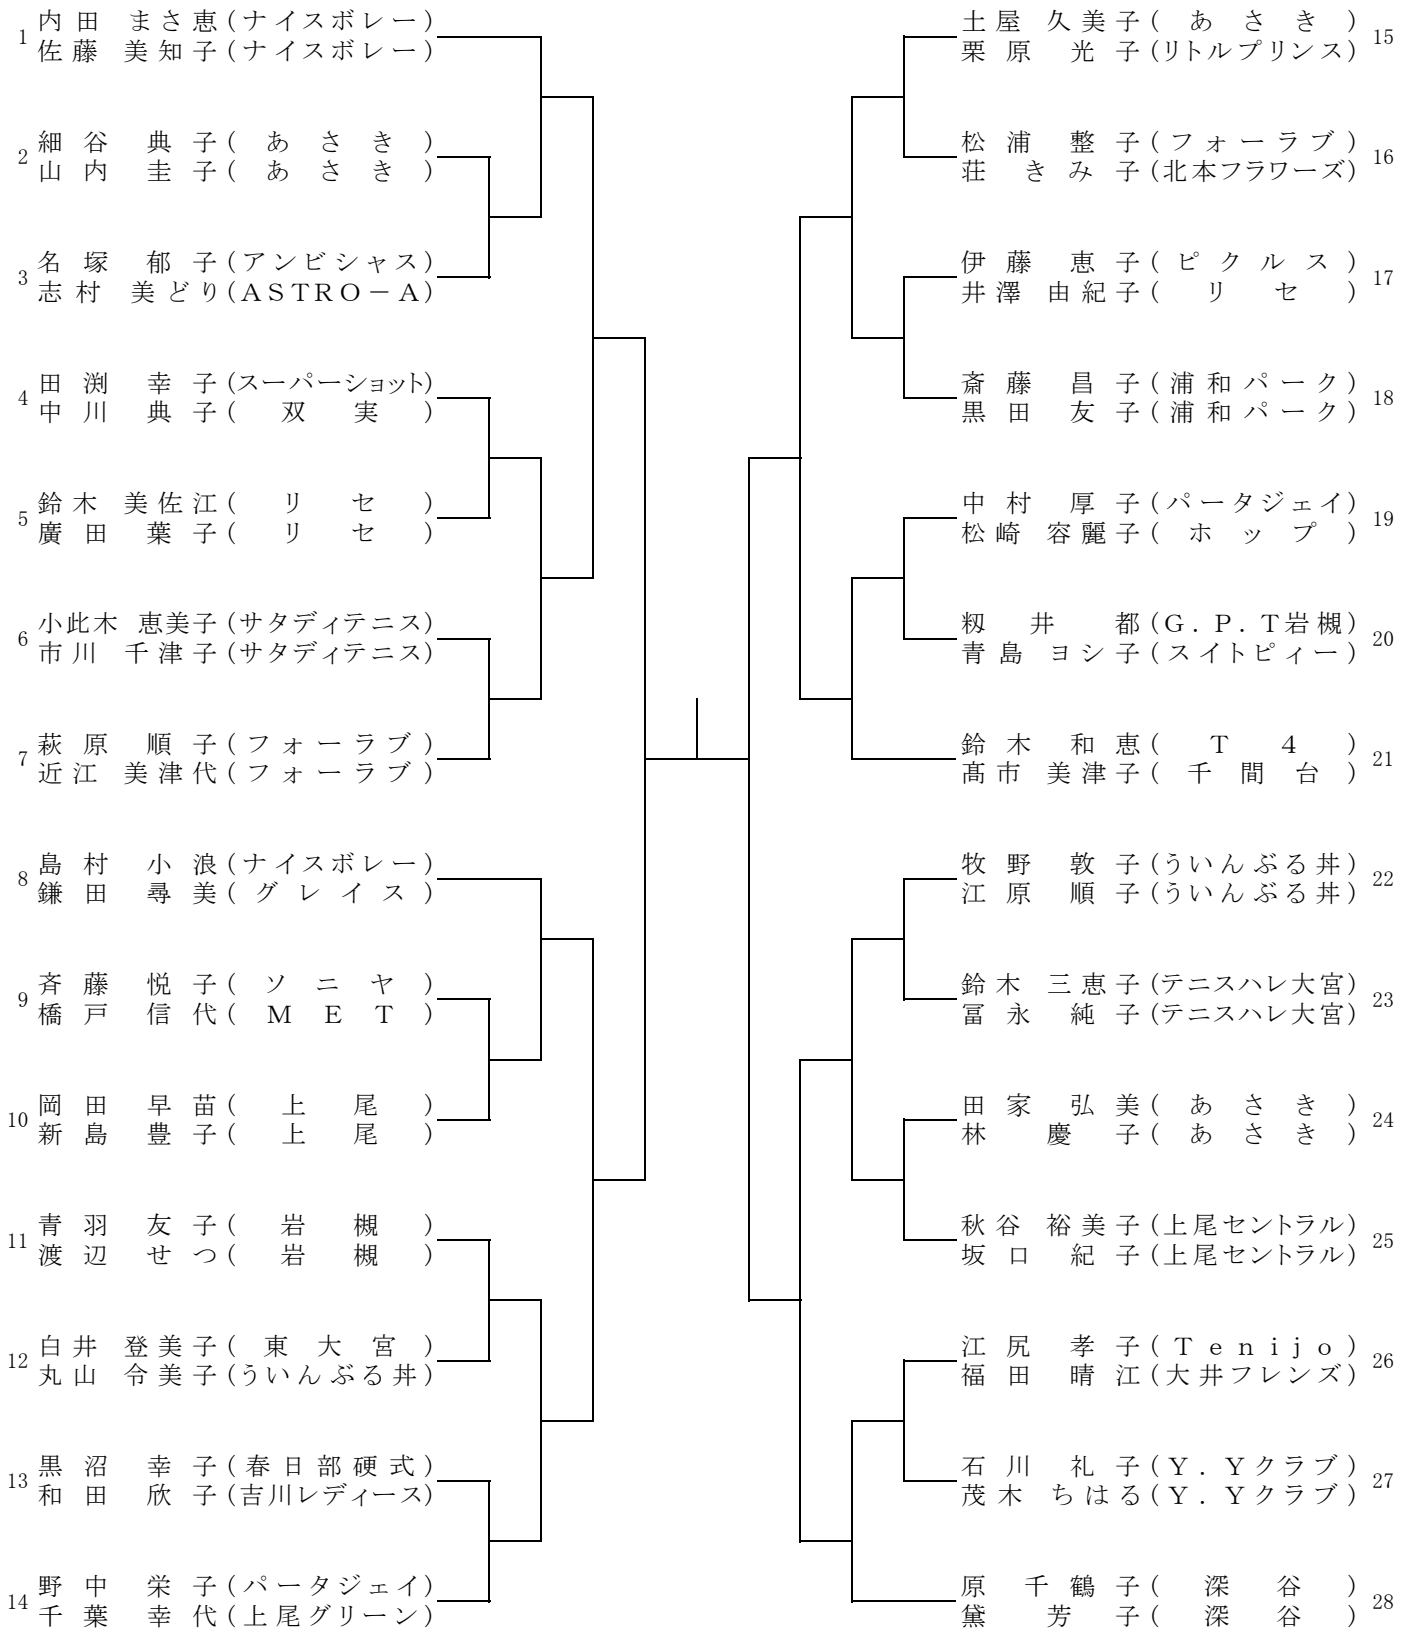 1 内田 まさ恵(ナイスボレー)
佐藤 美知子(ナイスボレー)
2 細谷 典子(あさき)
山内 圭子(あさき)
3 名塚 郁子(アンビシャス)
志村 美どり(ASTRO－A)
4 田渕 幸子(スーパーショット)
中川 典子(双実)
5 鈴木 美佐江(リセ)
廣田 葉子(リセ)
6 小此木 恵美子(サタディテニス)
市川 千津子(サタディテニス)
7 萩原 順子(フォーラブ)
近江 美津代(フォーラブ)
8 島村 小浪(ナイスボレー)
鎌田 尋美(グレイス)
9 斉藤 悦子(ソニヤ)
橋戸 信代(MET)
10 岡田 早苗(上尾)
新島 豊子(上尾)
11 青羽 友子(岩槻)
渡辺 せつ(岩槻)
12 白井 登美子(東大宮)
丸山 令美子(ういんぶる丼)
13 黒沼 幸子(春日部硬式)
和田 欣子(吉川レディース)
14 野中 栄子(パータジェイ)
千葉 幸代(上尾グリーン)
土屋 久美子(あさき) 15
栗原 光子(リトルプリンス)
松浦 整子(フォーラブ) 16
荘 きみ子(北本フラワーズ)
伊藤 恵子(ピクルス) 17
井澤 由紀子(リセ)
斎藤 昌子(浦和パーク) 18
黒田 友子(浦和パーク)
中村 厚子(パータジェイ) 19
松崎 容麗子(ホップ)
籾井 都(G．P．T岩槻) 20
青島 ヨシ子(スイトピィー)
鈴木 和恵(T4) 21
髙市 美津子(千間台)
牧野 敦子(ういんぶる丼) 22
江原 順子(ういんぶる丼)
鈴木 三恵子(テニスハレ大宮) 23
冨永 純子(テニスハレ大宮)
田家 弘美(あさき) 24
林 慶子(あさき)
秋谷 裕美子(上尾セントラル) 25
坂口 紀子(上尾セントラル)
江尻 孝子(Tenijo) 26
福田 晴江(大井フレンズ)
石川 礼子(Y．Yクラブ) 27
茂木 ちはる(Y．Yクラブ)
原 千鶴子(深谷) 28
黛 芳子(深谷)